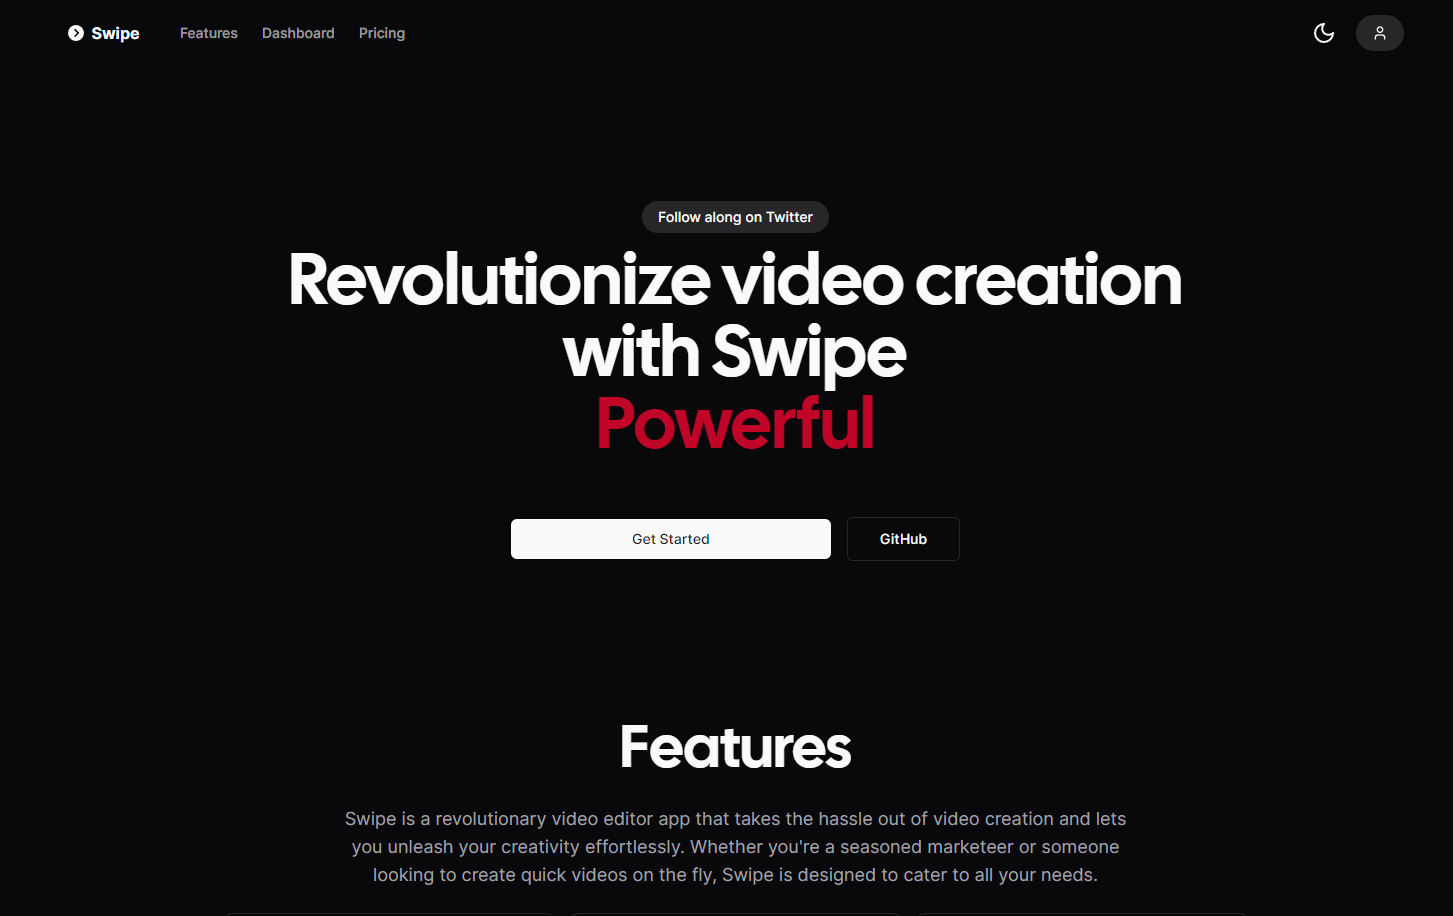 Swipe Features Dashboard Pricing
Follow along on Twitter
Revolutionize video creation
with Swipe
Powerful
Get Started GitHub
Features
Swipe is a revolutionary video editor app that takes the hassle out of video creation and lets
you unleash your creativity effortlessly. Whether you're a seasoned marketeer or someone
looking to create quick videos on the fly, Swipe is designed to cater to all your needs.